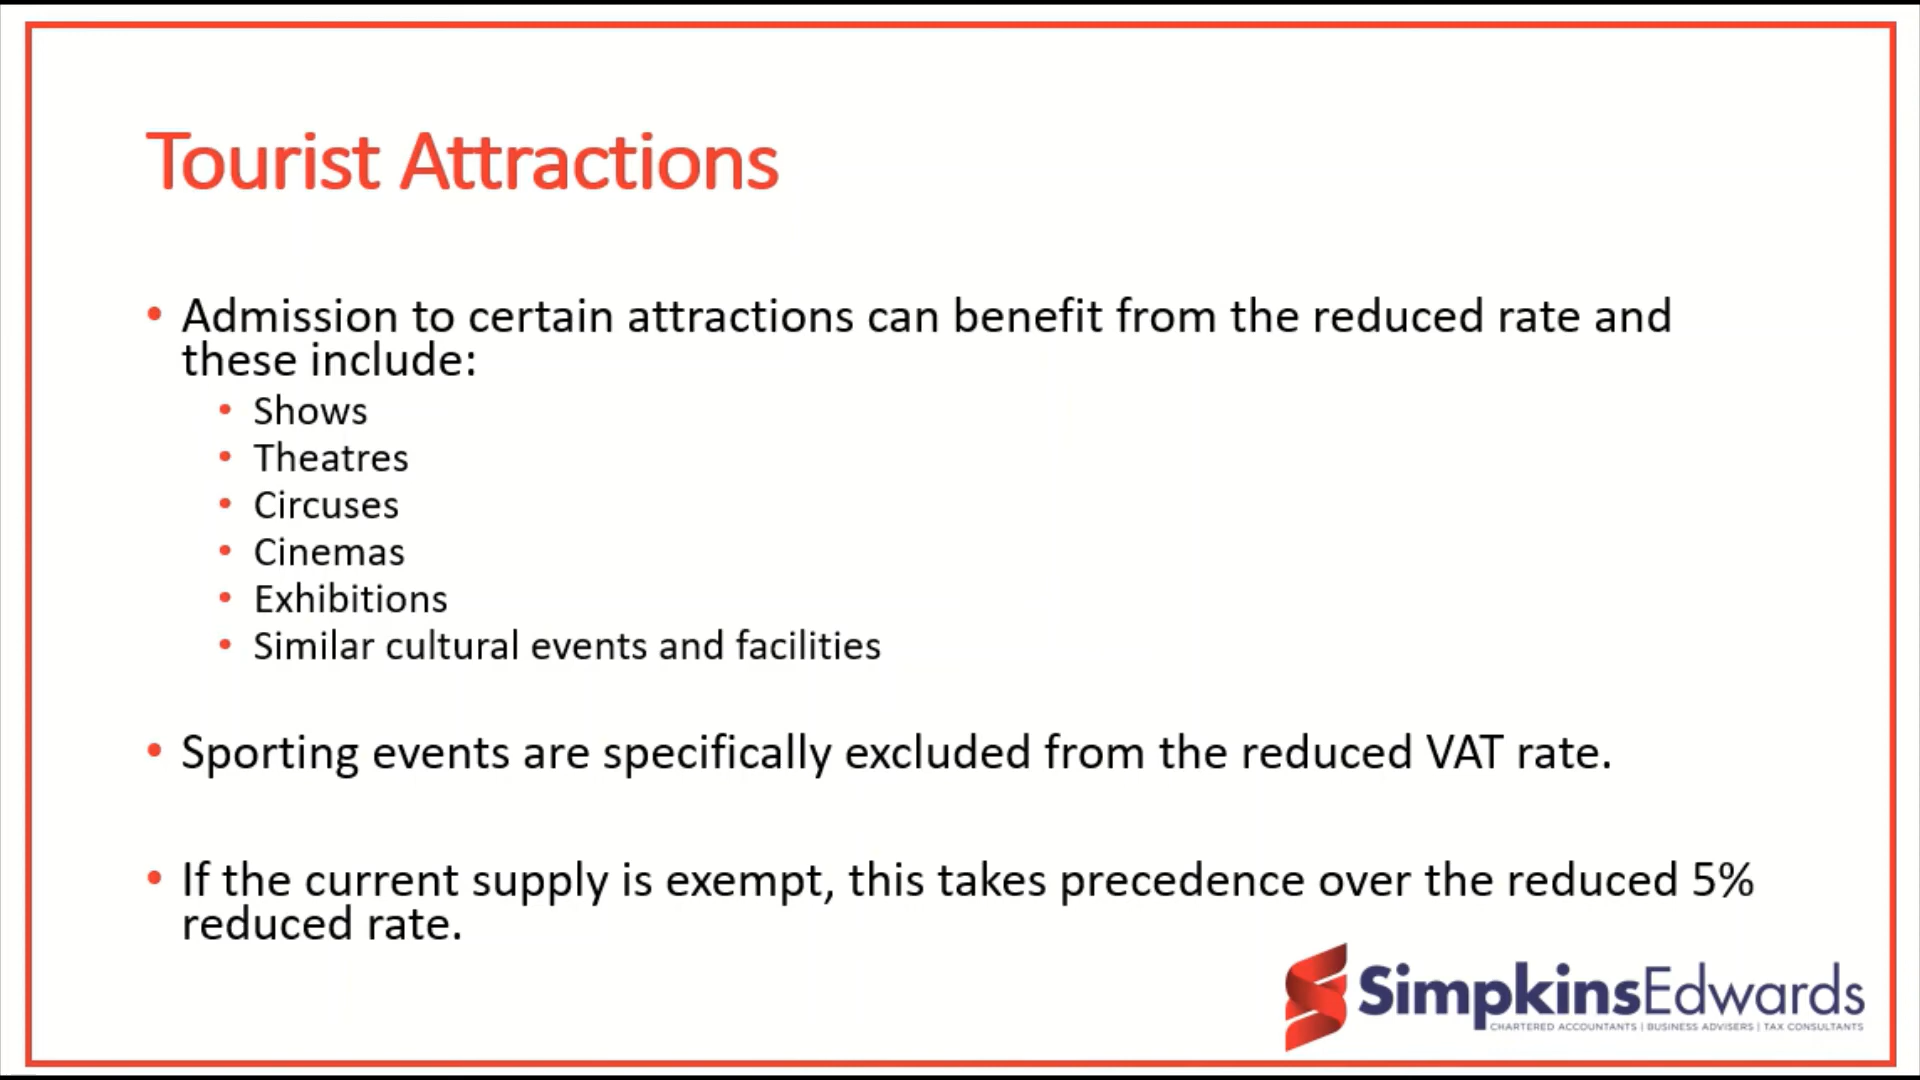 Tourist Attractions
• Admission to certain attractions can benefit from the reduced rate and
these include:
• Shows
• Theatres
• Circuses
• Cinemas
• Exhibitions
• Similar cultural events and facilities
• Sporting events are specifically excluded from the reduced VAT rate.
• If the current supply is exempt, this takes precedence over the reduced 5%
reduced rate.
SimpkinsEdwards
CHARTERED ACCOUNTANTS | BUSINESS ADVISERS | TAX CONSULTANTS